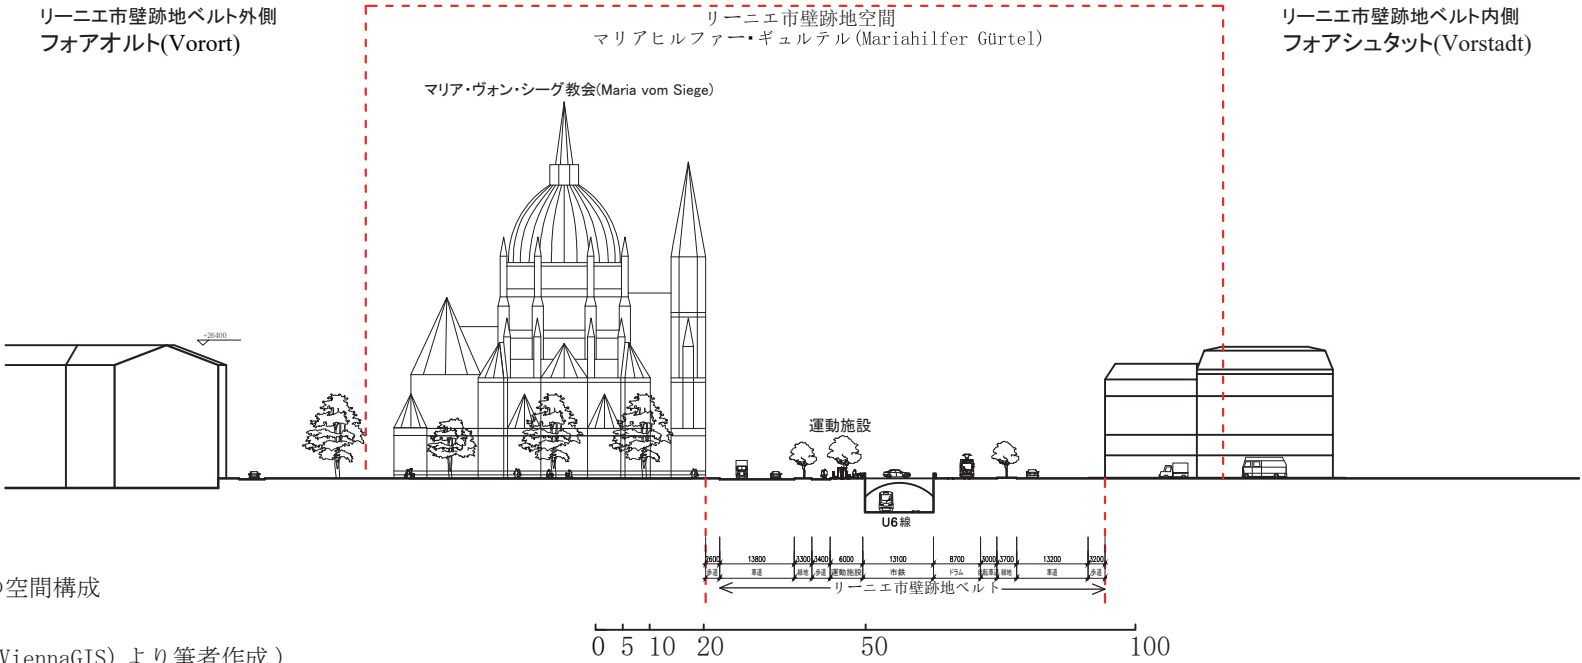 リーニエ市壁跡地ベルト外側
フォアオルト(Vorort)
リーニエ市壁跡地空間
マリアヒルファー・ギュルテル(Mariahilfer Gürtel)
リーニエ市壁跡地ベルト内側
フォアシュタット(Vorstadt)
マリア・ヴォン・シーグ教会(Maria vom Siege)
+26400
運動施設
U6線
2600 13800 3300 3400 6000 13100 8700 3000 3700 13200 3200
歩道 車道 緑地 歩道 運動施設 市鉄 ドラム 自転車道 緑地 車道 歩道
リーニエ市壁跡地ベルト
の空間構成
0 5 10 20 50 100
ViennaGIS) より筆者作成)